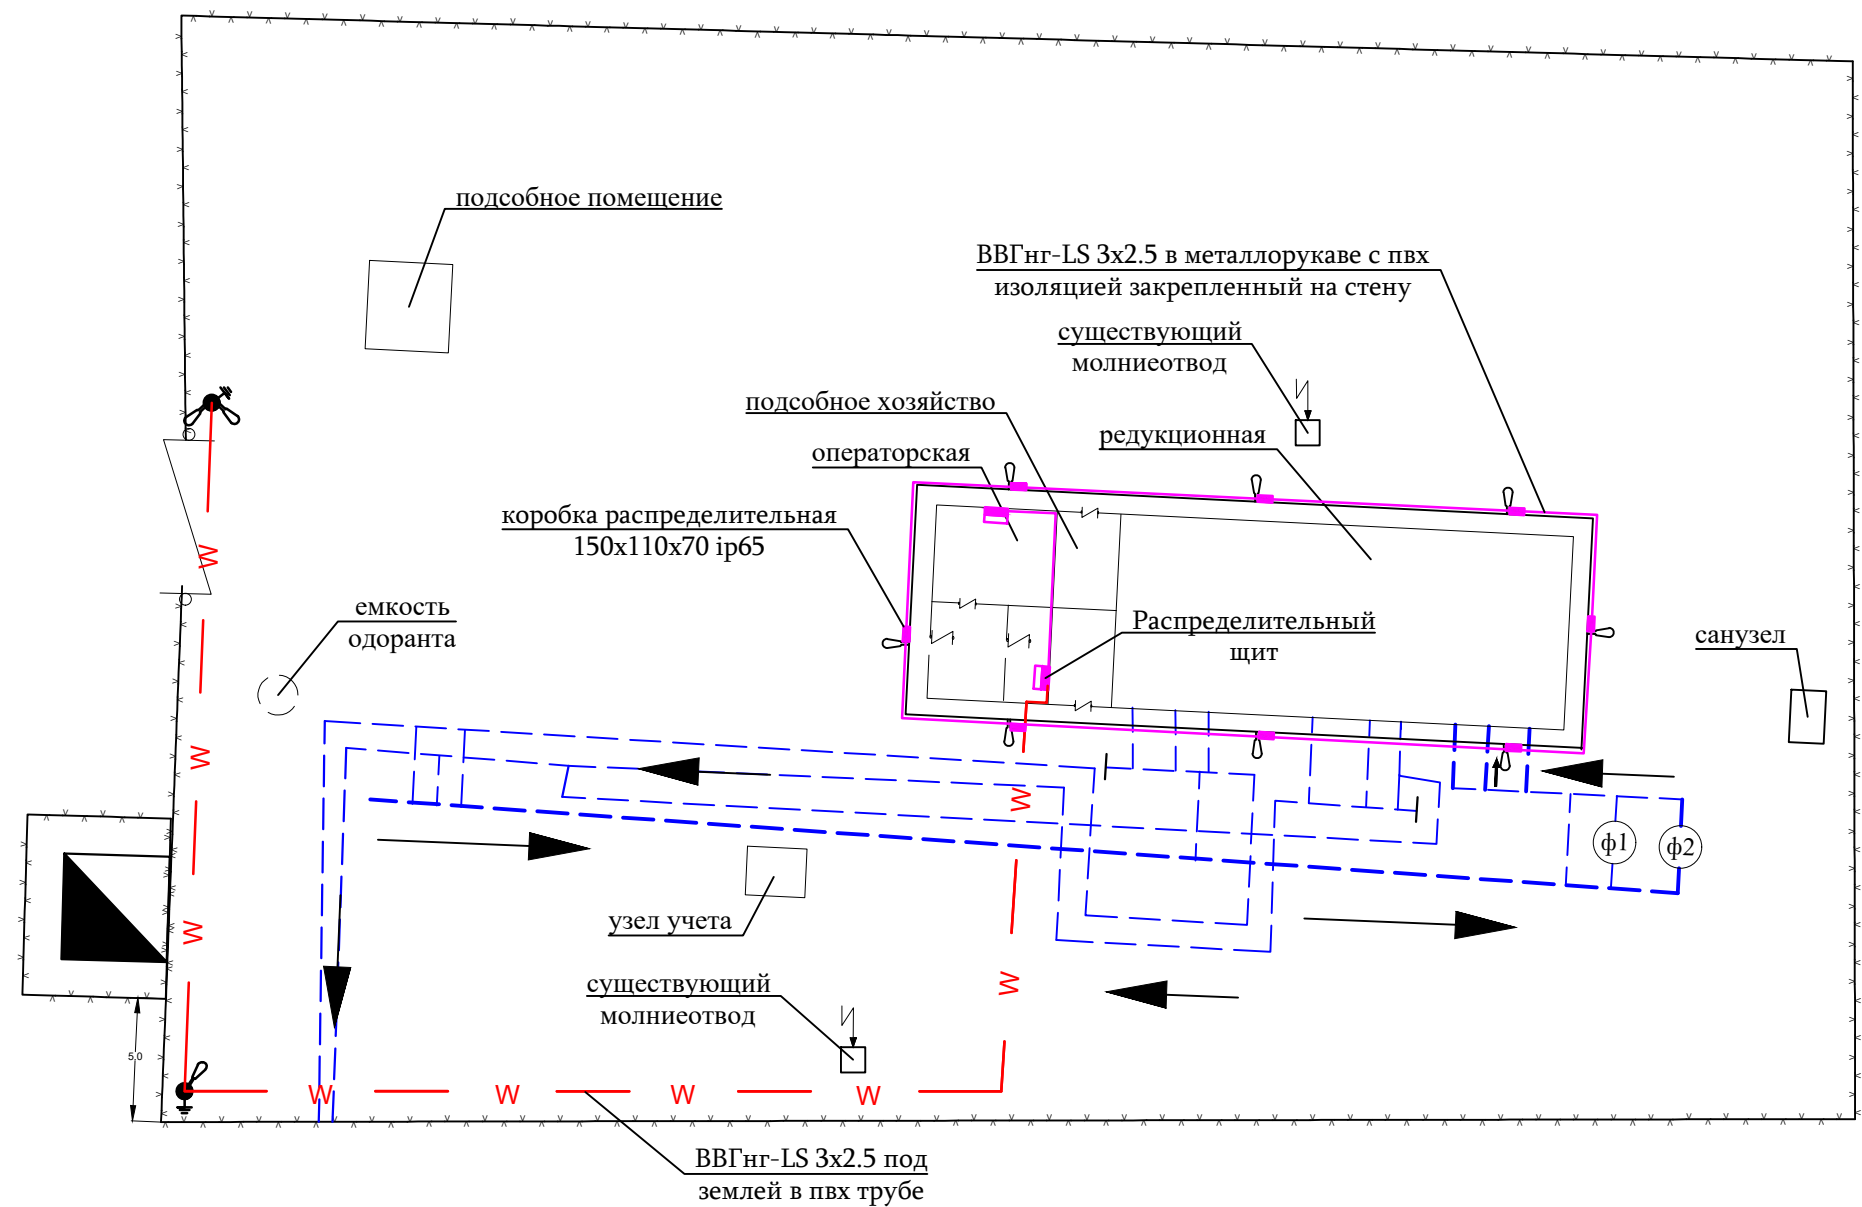 подсобное помещение
ВВГнг-LS 3х2.5 в металлорукаве с пвх
изоляцией закрепленный на стену
существующий
молниеотвод
подсобное хозяйство
редукционная
операторская
коробка распределительная
150х110х70 ip65
W
емкость
одоранта
Распределительный
щит
санузел
W
W
ф1
ф2
узел учета
W
существующий
молниеотвод
W
5,0
W
W
W
W
ВВГнг-LS 3х2.5 под
землей в пвх трубе